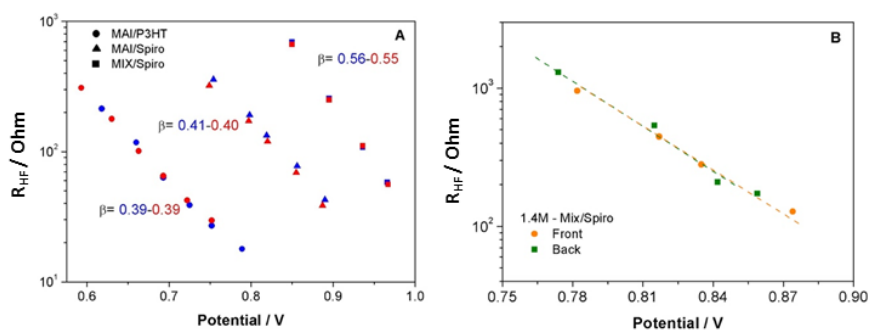 MAI/P3HT
MAI/Spiro
MIX/Spiro
A
β= 0.56-0.55
β= 0.41-0.40
β= 0.39-0.39
R_HF / Ohm
10³
10²
10¹
0.6 0.7 0.8 0.9 1.0
Potential / V
B
1.4M - Mix/Spiro
Front
Back
R_HF / Ohm
10³
10²
0.75 0.78 0.81 0.84 0.87 0.90
Potential / V